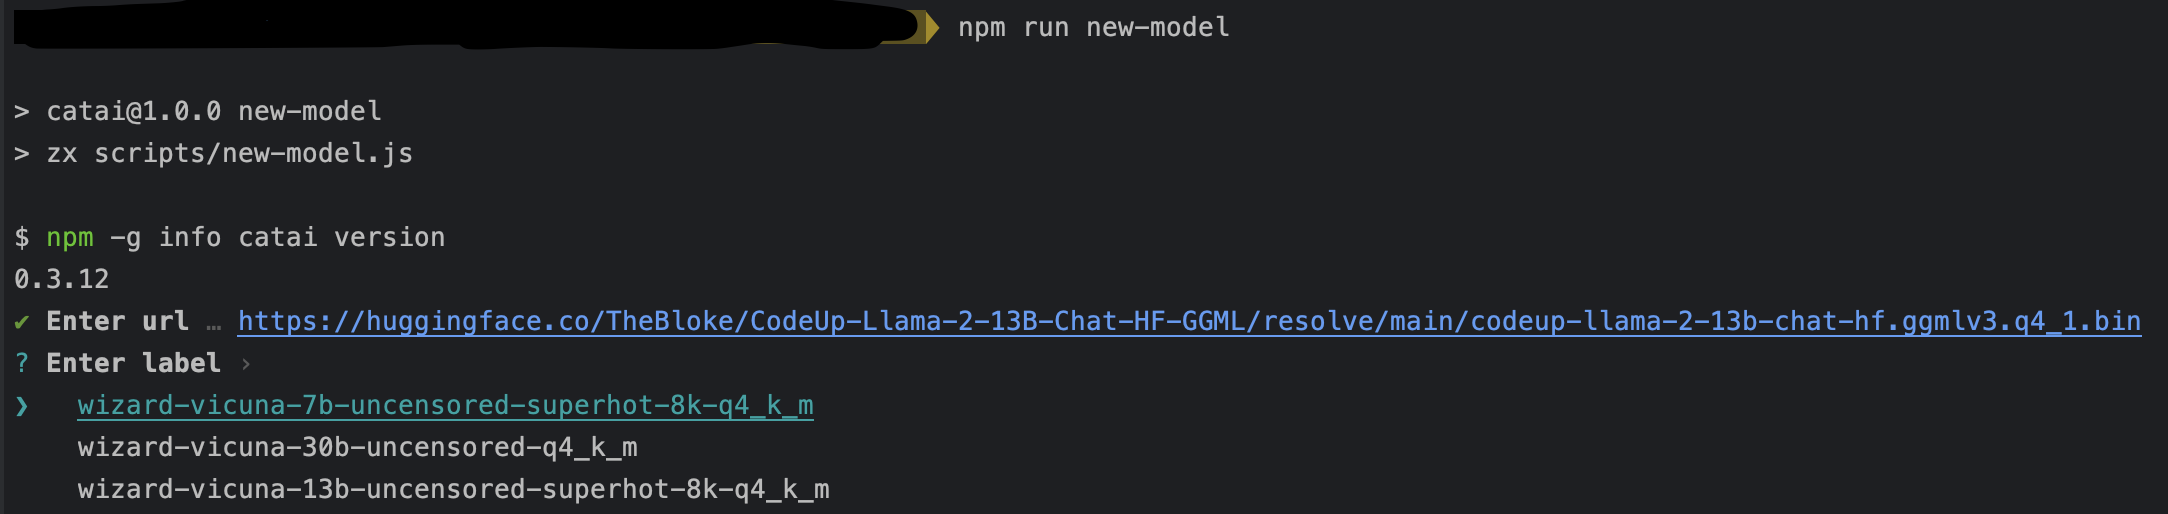 npm run new-model
> catai@1.0.0 new-model
> zx scripts/new-model.js
$ npm -g info catai version
0.3.12
✔ Enter url … https://huggingface.co/TheBloke/CodeUp-Llama-2-13B-Chat-HF-GGML/resolve/main/codeup-llama-2-13b-chat-hf.ggmlv3.q4_1.bin
? Enter label ›
❯ wizard-vicuna-7b-uncensored-superhot-8k-q4_k_m
wizard-vicuna-30b-uncensored-q4_k_m
wizard-vicuna-13b-uncensored-superhot-8k-q4_k_m